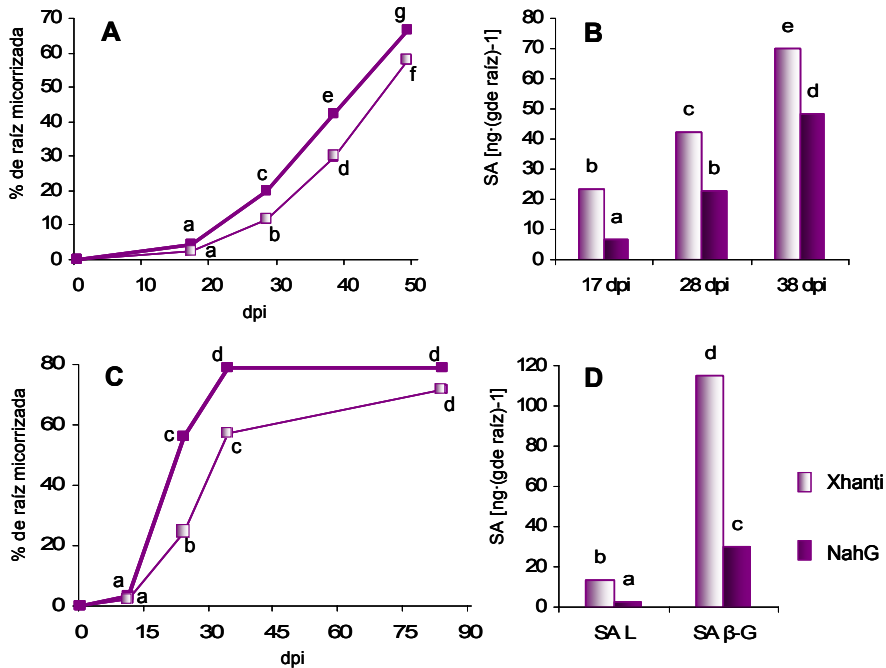 A
% de raíz micorrizada
70
60
50
40
30
20
10
0
0 10 20 30 40 50
dpi
a
a
c
b
e
d
g
f
B
SA [ng·(gde raíz)-1]
80
70
60
50
40
30
20
10
0
b
a
c
b
e
d
17 dpi 28 dpi 38 dpi
C
% de raíz micorrizada
80
60
40
20
0
0 15 30 45 60 75 90
dpi
a
a
c
b
d
c
d
d
D
SA [ng·(gde raíz)-1]
120
100
80
60
40
20
0
b
a
d
c
SA L SA β-G
Xhanti
NahG